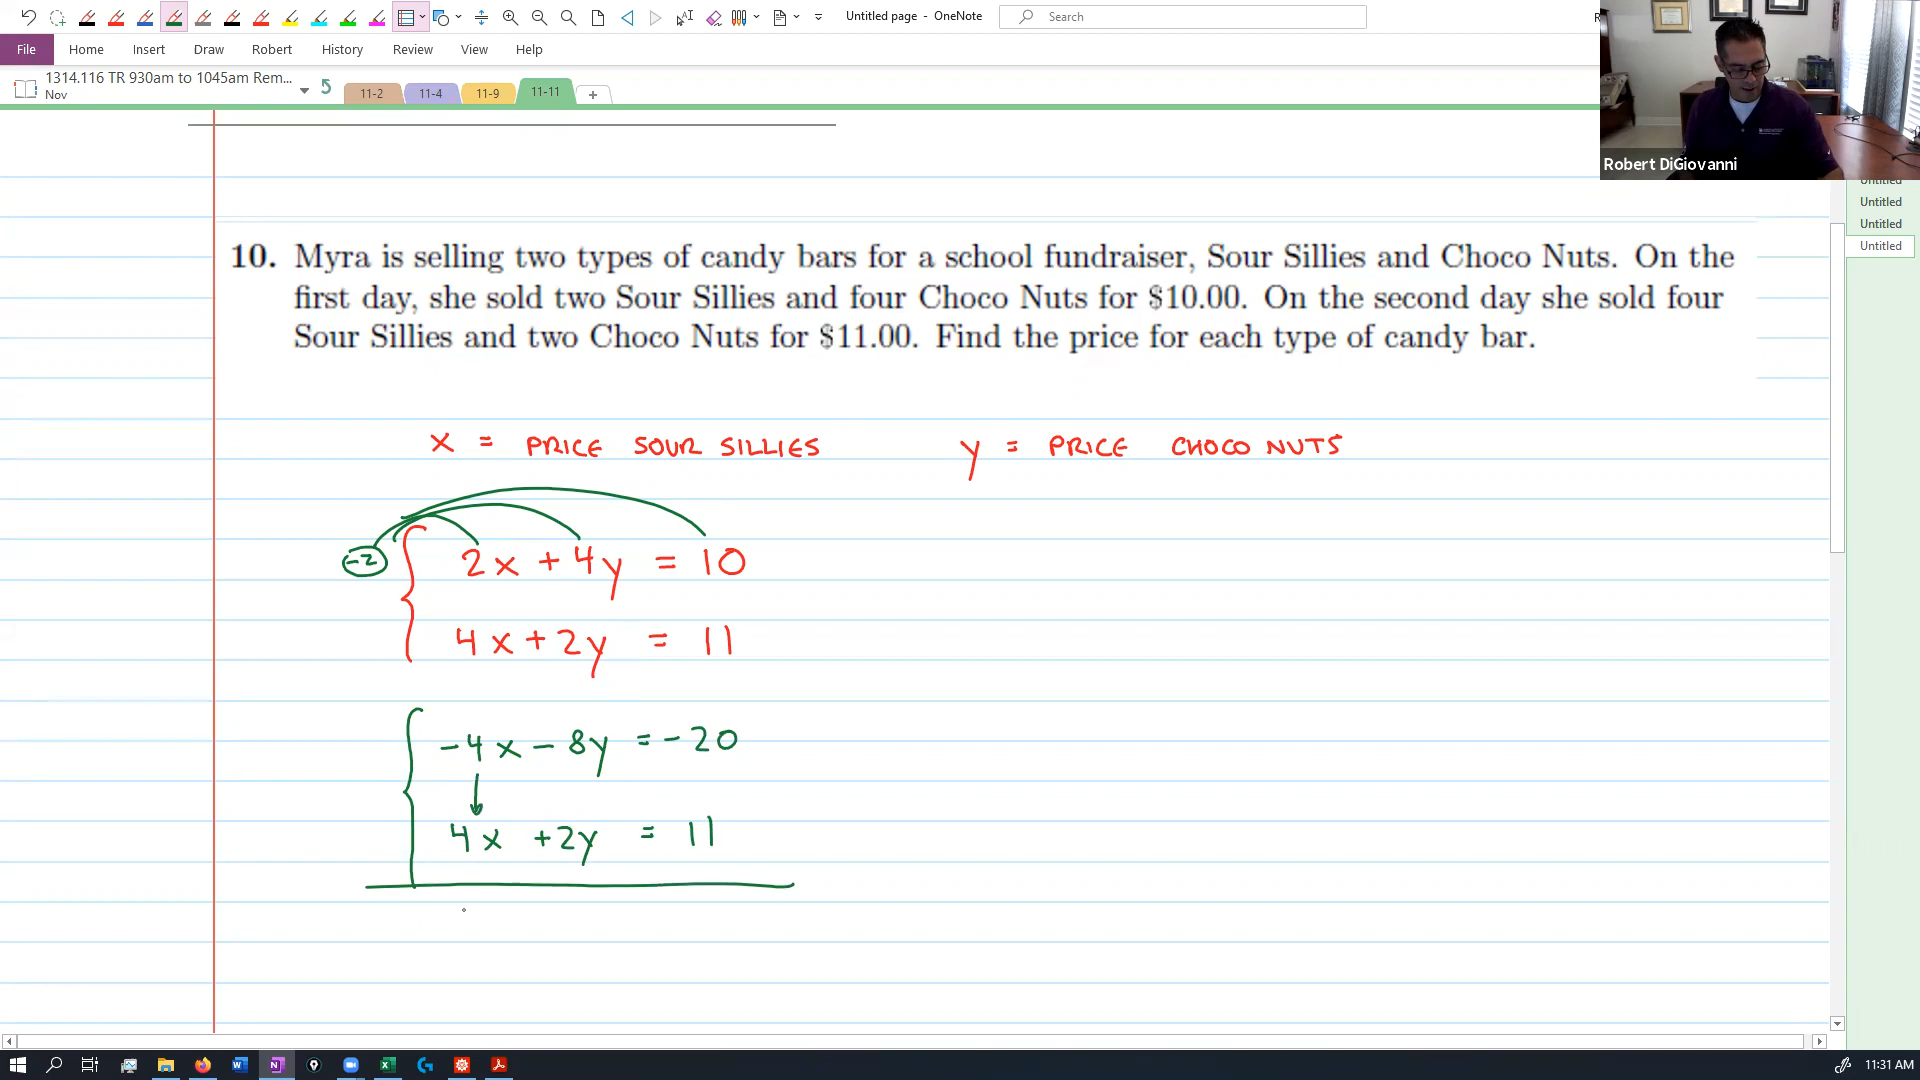 Untitled page - OneNote
Search
File Home Insert Draw Robert History Review View Help
1314.116 TR 930am to 1045am Rem...
Nov
11-2 11-4 11-9 11-11
Robert DiGiovanni
Untitled
Untitled
Untitled
Untitled
10. Myra is selling two types of candy bars for a school fundraiser, Sour Sillies and Choco Nuts. On the
first day, she sold two Sour Sillies and four Choco Nuts for $10.00. On the second day she sold four
Sour Sillies and two Choco Nuts for $11.00. Find the price for each type of candy bar.
x = PRICE SOUR SILLIES y = PRICE CHOCO NUTS
-2 { 2x + 4y = 10
4x + 2y = 11
{ -4x - 8y = -20
4x + 2y = 11
11:31 AM